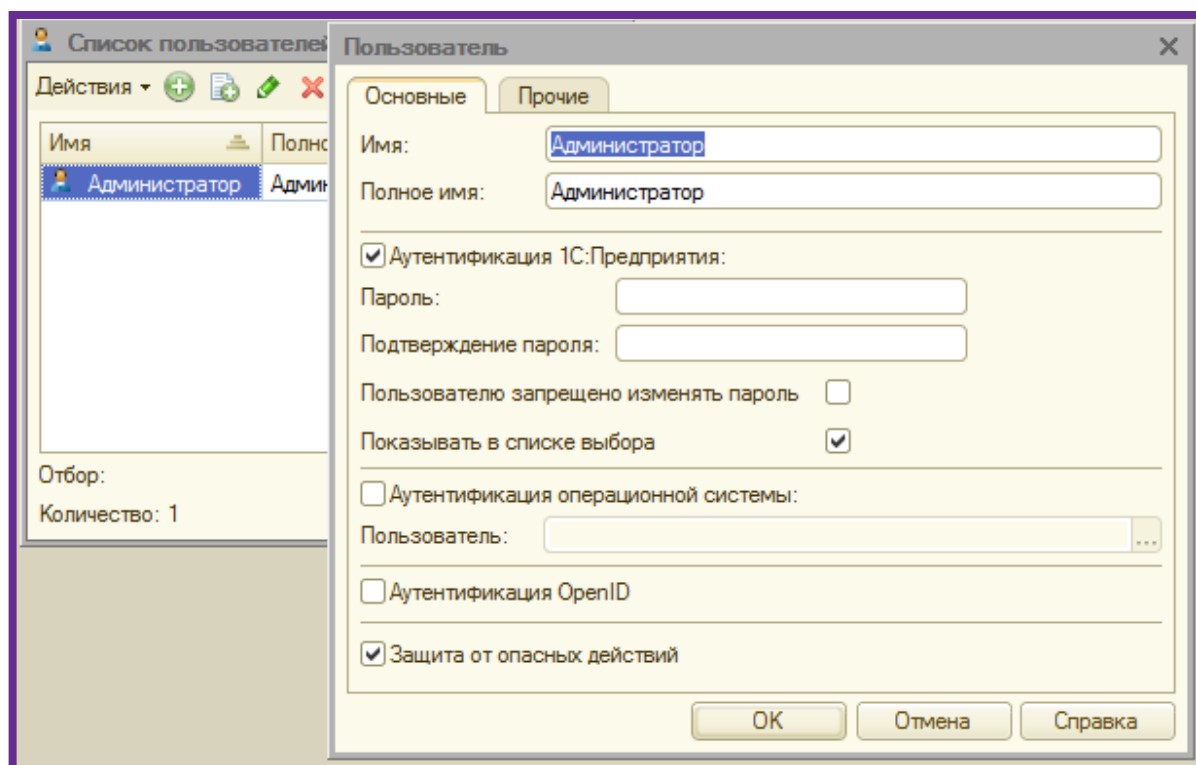 Список пользователей
Действия
Имя
Администратор
Отбор:
Количество: 1
Пользователь
Основные Прочие
Имя: Администратор
Полное имя: Администратор
Аутентификация 1С:Предприятия:
Пароль:
Подтверждение пароля:
Пользователю запрещено изменять пароль
Показывать в списке выбора
Аутентификация операционной системы:
Пользователь: ...
Аутентификация OpenID
Защита от опасных действий
OK Отмена Справка